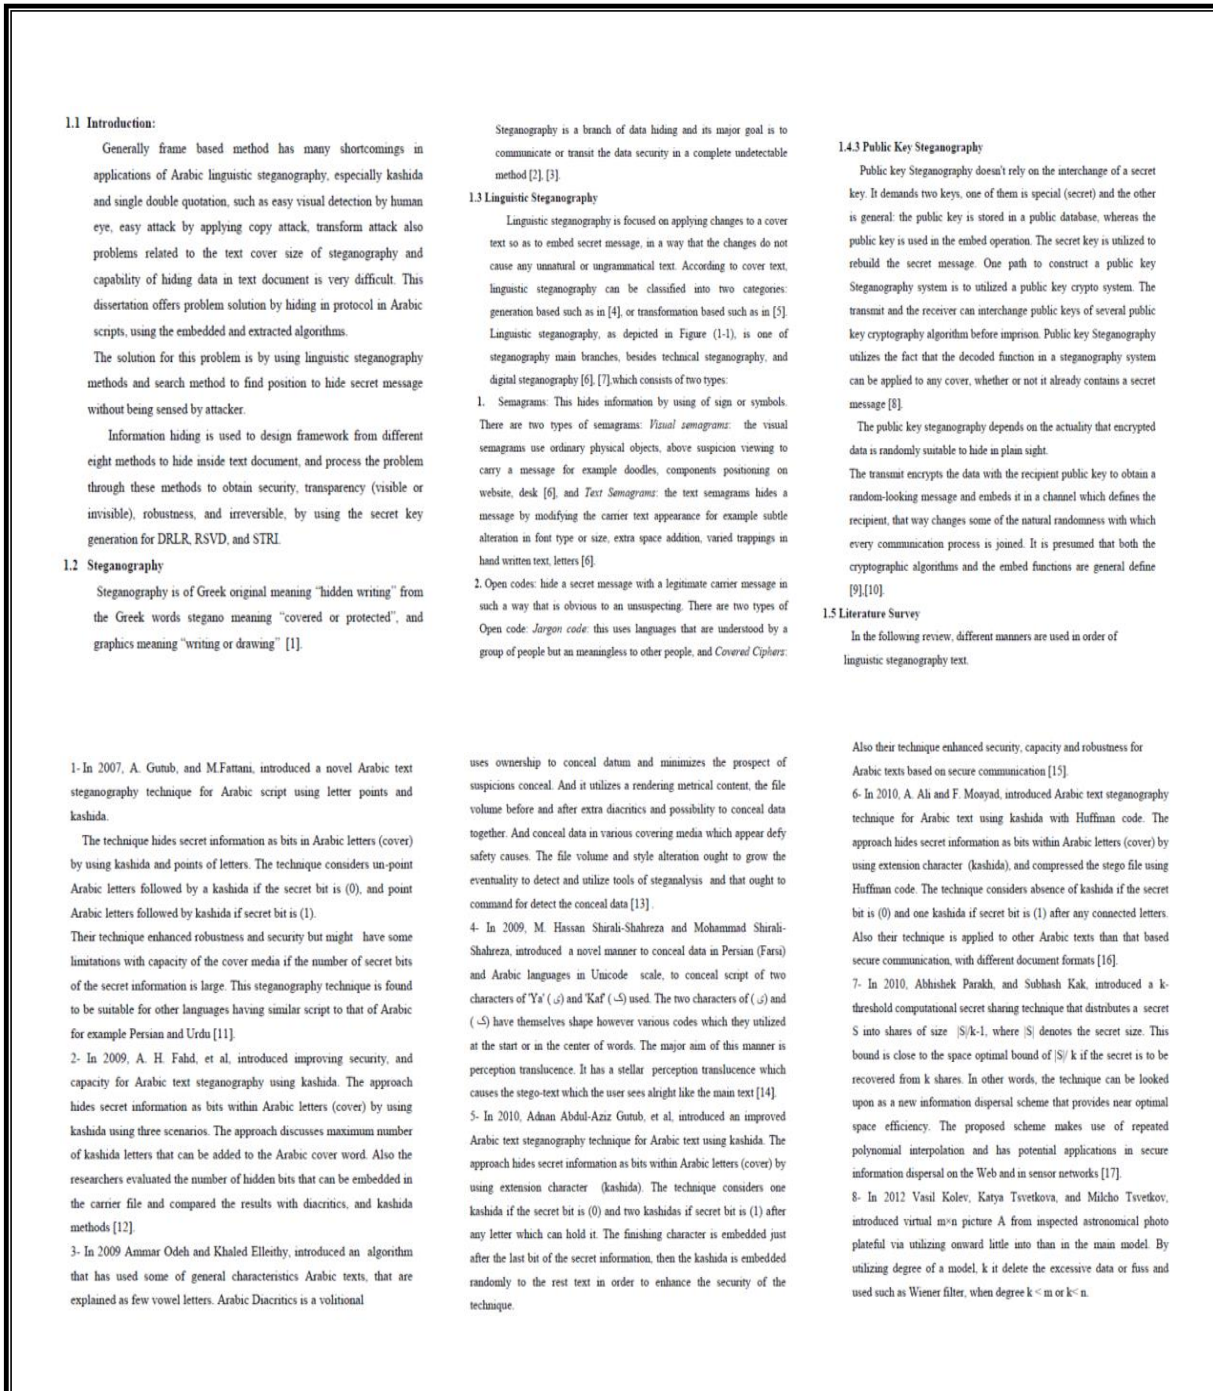 1.1 Introduction:
Generally frame based method has many shortcomings in
applications of Arabic linguistic steganography, especially kashida
and single double quotation, such as easy visual detection by human
eye, easy attack by applying copy attack, transform attack also
problems related to the text cover size of steganography and
capability of hiding data in text document is very difficult. This
dissertation offers problem solution by hiding in protocol in Arabic
scripts, using the embedded and extracted algorithms.
The solution for this problem is by using linguistic steganography
methods and search method to find position to hide secret message
without being sensed by attacker.
Information hiding is used to design framework from different
eight methods to hide inside text document, and process the problem
through these methods to obtain security, transparency (visible or
invisible), robustness, and irreversible, by using the secret key
generation for DRLR, RSVD, and STRI.
1.2 Steganography
Steganography is of Greek original meaning “hidden writing” from
the Greek words stegano meaning “covered or protected”, and
graphics meaning “writing or drawing” [1].
Steganography is a branch of data hiding and its major goal is to
communicate or transit the data security in a complete undetectable
method [2], [3].
1.3 Linguistic Steganography
Linguistic steganography is focused on applying changes to a cover
text so as to embed secret message, in a way that the changes do not
cause any unnatural or ungrammatical text. According to cover text,
linguistic steganography can be classified into two categories:
generation based such as in [4], or transformation based such as in [5].
Linguistic steganography, as depicted in Figure (1-1), is one of
steganography main branches, besides technical steganography, and
digital steganography [6], [7],which consists of two types:
1. Semagrams: This hides information by using of sign or symbols.
There are two types of semagrams: Visual semagrams: the visual
semagrams use ordinary physical objects, above suspicion viewing to
carry a message for example doodles, components positioning on
website, desk [6], and Text Semagrams: the text semagrams hides a
message by modifying the carrier text appearance for example subtle
alteration in font type or size, extra space addition, varied trappings in
hand written text, letters [6].
2. Open codes: hide a secret message with a legitimate carrier message in
such a way that is obvious to an unsuspecting. There are two types of
Open code: Jargon code: this uses languages that are understood by a
group of people but an meaningless to other people, and Covered Ciphers:
1.4.3 Public Key Steganography
Public key Steganography doesn't rely on the interchange of a secret
key. It demands two keys, one of them is special (secret) and the other
is general: the public key is stored in a public database, whereas the
public key is used in the embed operation. The secret key is utilized to
rebuild the secret message. One path to construct a public key
Steganography system is to utilized a public key crypto system. The
transmit and the receiver can interchange public keys of several public
key cryptography algorithm before imprison. Public key Steganography
utilizes the fact that the decoded function in a steganography system
can be applied to any cover, whether or not it already contains a secret
message [8].
The public key steganography depends on the actuality that encrypted
data is randomly suitable to hide in plain sight.
The transmit encrypts the data with the recipient public key to obtain a
random-looking message and embeds it in a channel which defines the
recipient, that way changes some of the natural randomness with which
every communication process is joined. It is presumed that both the
cryptographic algorithms and the embed functions are general define
[9],[10].
1.5 Literature Survey
In the following review, different manners are used in order of
linguistic steganography text.
1- In 2007, A. Gutub, and M.Fattani, introduced a novel Arabic text
steganography technique for Arabic script using letter points and
kashida.
The technique hides secret information as bits in Arabic letters (cover)
by using kashida and points of letters. The technique considers un-point
Arabic letters followed by a kashida if the secret bit is (0), and point
Arabic letters followed by kashida if secret bit is (1).
Their technique enhanced robustness and security but might have some
limitations with capacity of the cover media if the number of secret bits
of the secret information is large. This steganography technique is found
to be suitable for other languages having similar script to that of Arabic
for example Persian and Urdu [11].
2- In 2009, A. H. Fahd, et al, introduced improving security, and
capacity for Arabic text steganography using kashida. The approach
hides secret information as bits within Arabic letters (cover) by using
kashida using three scenarios. The approach discusses maximum number
of kashida letters that can be added to the Arabic cover word. Also the
researchers evaluated the number of hidden bits that can be embedded in
the carrier file and compared the results with diacritics, and kashida
methods [12].
3- In 2009 Ammar Odeh and Khaled Elleithy, introduced an algorithm
that has used some of general characteristics Arabic texts, that are
explained as few vowel letters. Arabic Diacritics is a volitional
uses ownership to conceal datum and minimizes the prospect of
suspicions conceal. And it utilizes a rendering metrical content, the file
volume before and after extra diacritics and possibility to conceal data
together. And conceal data in various covering media which appear defy
safety causes. The file volume and style alteration ought to grow the
eventuality to detect and utilize tools of steganalysis and that ought to
command for detect the conceal data [13] .
4- In 2009, M. Hassan Shirali-Shahreza and Mohammad Shirali-
Shahreza, introduced a novel manner to conceal data in Persian (Farsi)
and Arabic languages in Unicode scale, to conceal script of two
characters of 'Ya' (ى) and 'Kaf' (ک) used. The two characters of (ى) and
(ک) have themselves shape however various codes which they utilized
at the start or in the center of words. The major aim of this manner is
perception translucence. It has a stellar perception translucence which
causes the stego-text which the user sees alright like the main text [14].
5- In 2010, Adnan Abdul-Aziz Gutub, et al, introduced an improved
Arabic text steganography technique for Arabic text using kashida. The
approach hides secret information as bits within Arabic letters (cover) by
using extension character (kashida). The technique considers one
kashida if the secret bit is (0) and two kashidas if secret bit is (1) after
any letter which can hold it. The finishing character is embedded just
after the last bit of the secret information, then the kashida is embedded
randomly to the rest text in order to enhance the security of the
technique.
Also their technique enhanced security, capacity and robustness for
Arabic texts based on secure communication [15].
6- In 2010, A. Ali and F. Moayad, introduced Arabic text steganography
technique for Arabic text using kashida with Huffman code. The
approach hides secret information as bits within Arabic letters (cover) by
using extension character (kashida), and compressed the stego file using
Huffman code. The technique considers absence of kashida if the secret
bit is (0) and one kashida if secret bit is (1) after any connected letters.
Also their technique is applied to other Arabic texts than that based
secure communication, with different document formats [16].
7- In 2010, Abhishek Parakh, and Subhash Kak, introduced a k-
threshold computational secret sharing technique that distributes a secret
S into shares of size |S|/k-1, where |S| denotes the secret size. This
bound is close to the space optimal bound of |S|/ k if the secret is to be
recovered from k shares. In other words, the technique can be looked
upon as a new information dispersal scheme that provides near optimal
space efficiency. The proposed scheme makes use of repeated
polynomial interpolation and has potential applications in secure
information dispersal on the Web and in sensor networks [17].
8- In 2012 Vasil Kolev, Katya Tsvetkova, and Milcho Tsvetkov,
introduced virtual m×n picture A from inspected astronomical photo
plateful via utilizing onward little into than in the main model. By
utilizing degree of a model, k it delete the excessive data or fuss and
used such as Wiener filter, when degree k < m or k< n.